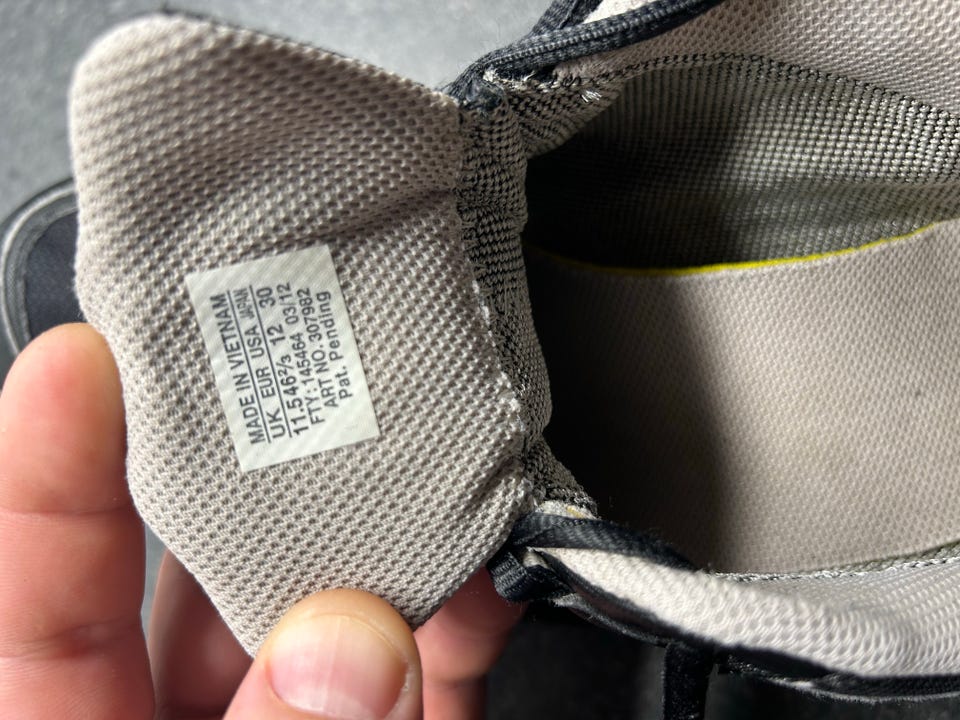 MADE IN VIETNAM
UK EUR USA JAPAN
11.5 46⅔ 12 30
FTY: 145464 03/12
ART NO. 307982
Pat. Pending